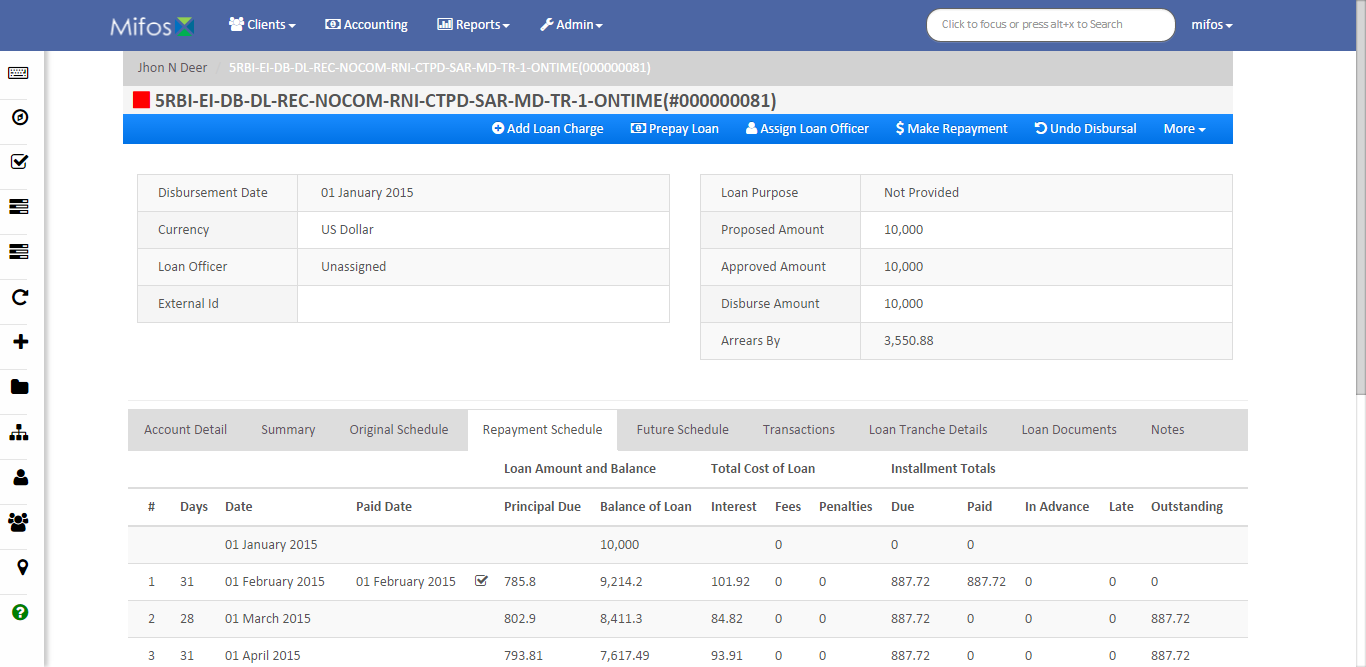 Mifos Clients Accounting Reports Admin Click to focus or press alt+x to Search mifos
Jhon N Deer / 5RBI-EI-DB-DL-REC-NOCOM-RNI-CTPD-SAR-MD-TR-1-ONTIME(000000081)
5RBI-EI-DB-DL-REC-NOCOM-RNI-CTPD-SAR-MD-TR-1-ONTIME(#000000081)
Add Loan Charge Prepay Loan Assign Loan Officer $ Make Repayment Undo Disbursal More
Disbursement Date 01 January 2015
Currency US Dollar
Loan Officer Unassigned
External Id
Loan Purpose Not Provided
Proposed Amount 10,000
Approved Amount 10,000
Disburse Amount 10,000
Arrears By 3,550.88
Account Detail Summary Original Schedule Repayment Schedule Future Schedule Transactions Loan Tranche Details Loan Documents Notes
Loan Amount and Balance Total Cost of Loan Installment Totals
# Days Date Paid Date Principal Due Balance of Loan Interest Fees Penalties Due Paid In Advance Late Outstanding
01 January 2015 10,000 0 0 0
1 31 01 February 2015 01 February 2015 785.8 9,214.2 101.92 0 0 887.72 887.72 0 0 0
2 28 01 March 2015 802.9 8,411.3 84.82 0 0 887.72 0 0 0 887.72
3 31 01 April 2015 793.81 7,617.49 93.91 0 0 887.72 0 0 0 887.72
?